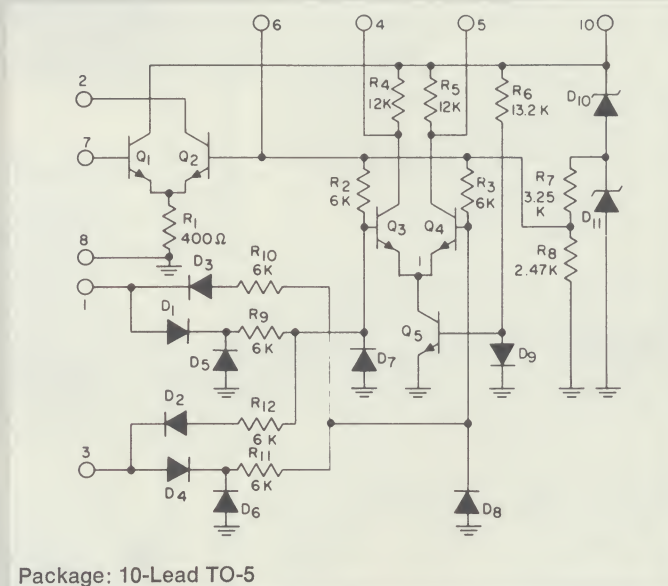 6 4 5 10
2
7
8
1
3
R4
12K
R5
12K
R6
13.2 K
D10
Q1 Q2
R2
6K
R3
6K
R7
3.25
K
D11
Q3 Q4
R1
400Ω
R8
2.47K
1
D3
R10
6K
D1
R9
6K
D5
D7
Q5
D9
D2
R12
6 K
D4
R11
6K
D6
D8
Package: 10-Lead TO-5